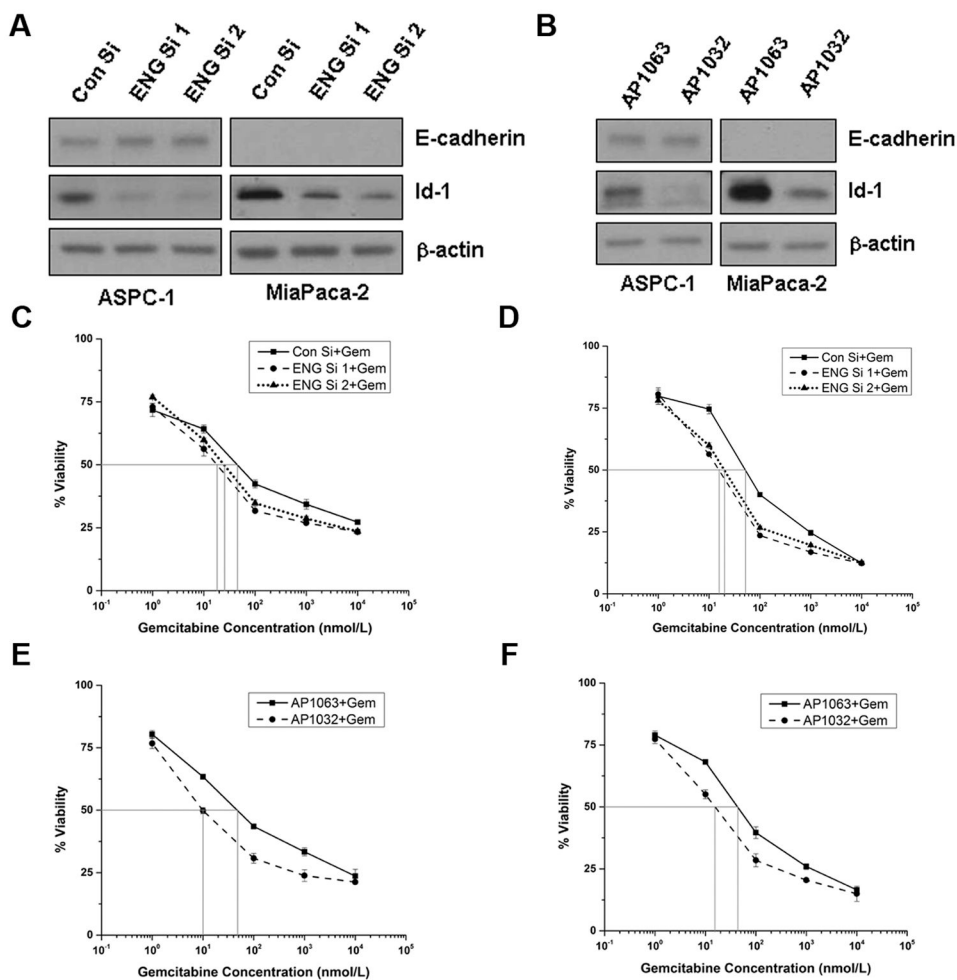 A
Con Si
ENG Si 1
ENG Si 2
Con Si
ENG Si 1
ENG Si 2
E-cadherin
Id-1
β-actin
ASPC-1
MiaPaca-2
B
AP1063
AP1032
AP1063
AP1032
E-cadherin
Id-1
β-actin
ASPC-1
MiaPaca-2
C
100
75
50
25
0
% Viability
Con Si+Gem
ENG Si 1+Gem
ENG Si 2+Gem
10⁻¹ 10⁰ 10¹ 10² 10³ 10⁴ 10⁵
Gemcitabine Concentration (nmol/L)
D
100
75
50
25
0
% Viability
Con Si+Gem
ENG Si 1+Gem
ENG Si 2+Gem
10⁻¹ 10⁰ 10¹ 10² 10³ 10⁴ 10⁵
Gemcitabine Concentration (nmol/L)
E
100
75
50
25
0
% Viability
AP1063+Gem
AP1032+Gem
10⁻¹ 10⁰ 10¹ 10² 10³ 10⁴ 10⁵
Gemcitabine Concentration (nmol/L)
F
100
75
50
25
0
% Viability
AP1063+Gem
AP1032+Gem
10⁻¹ 10⁰ 10¹ 10² 10³ 10⁴ 10⁵
Gemcitabine Concentration (nmol/L)